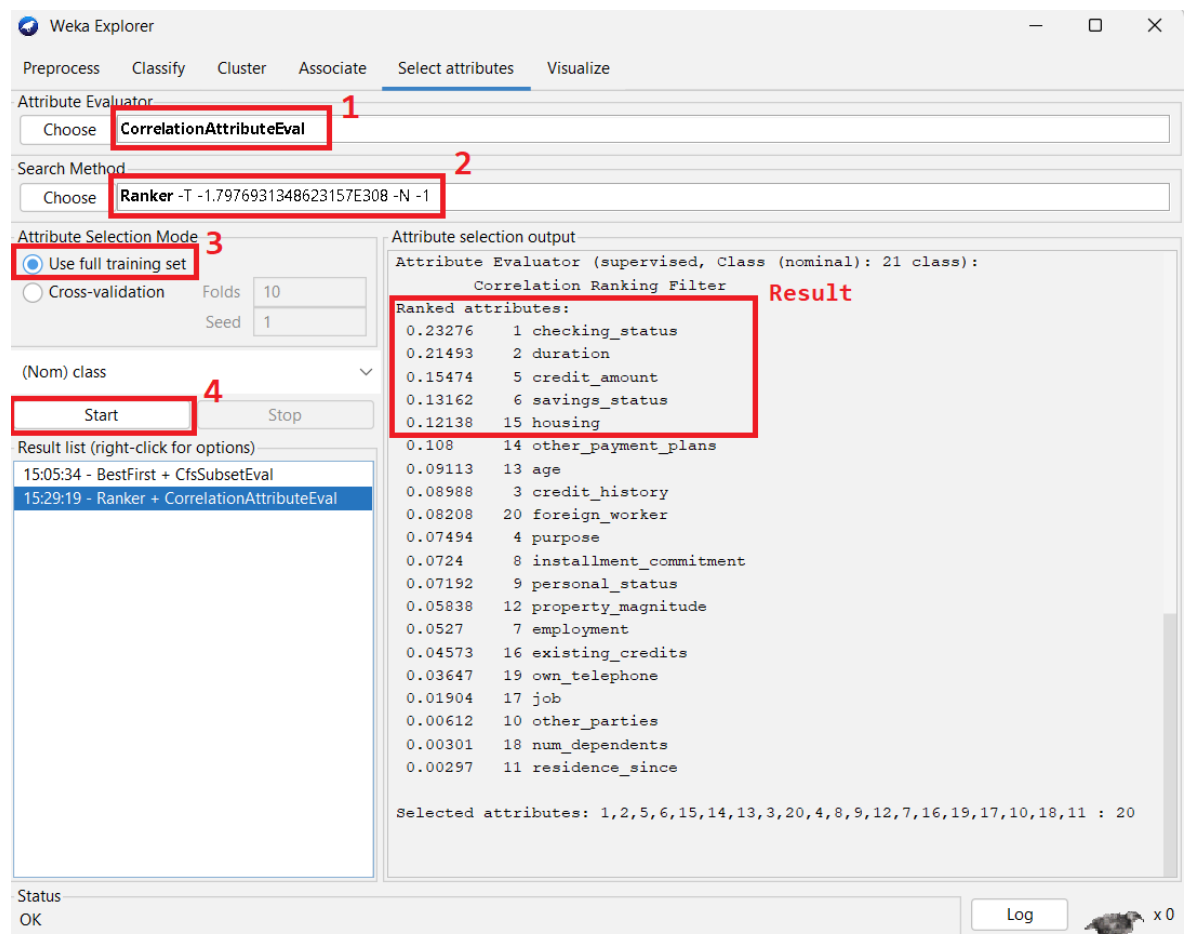 Weka Explorer
Preprocess Classify Cluster Associate Select attributes Visualize
Attribute Evaluator
1
Choose CorrelationAttributeEval
Search Method
2
Choose Ranker -T -1.7976931348623157E308 -N -1
Attribute Selection Mode
3
Use full training set
Cross-validation Folds 10
Seed 1
(Nom) class
4
Start Stop
Result list (right-click for options)
15:05:34 - BestFirst + CfsSubsetEval
15:29:19 - Ranker + CorrelationAttributeEval
Attribute selection output
Attribute Evaluator (supervised, Class (nominal): 21 class):
Correlation Ranking Filter
Result
Ranked attributes:
0.23276 1 checking_status
0.21493 2 duration
0.15474 5 credit_amount
0.13162 6 savings_status
0.12138 15 housing
0.108 14 other_payment_plans
0.09113 13 age
0.08988 3 credit_history
0.08208 20 foreign_worker
0.07494 4 purpose
0.0724 8 installment_commitment
0.07192 9 personal_status
0.05838 12 property_magnitude
0.0527 7 employment
0.04573 16 existing_credits
0.03647 19 own_telephone
0.01904 17 job
0.00612 10 other_parties
0.00301 18 num_dependents
0.00297 11 residence_since
Selected attributes: 1,2,5,6,15,14,13,3,20,4,8,9,12,7,16,19,17,10,18,11 : 20
Status
OK
Log x 0